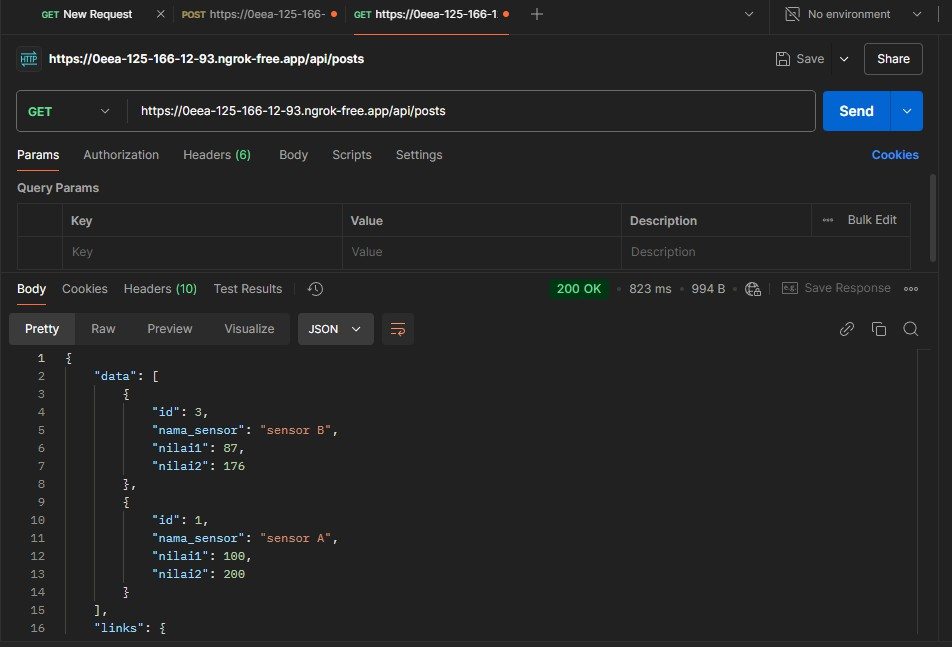 GET New Request POST https://0eea-125-166- GET https://0eea-125-166-1 No environment
HTTP https://0eea-125-166-12-93.ngrok-free.app/api/posts Save Share
GET https://0eea-125-166-12-93.ngrok-free.app/api/posts Send
Params Authorization Headers (6) Body Scripts Settings Cookies
Query Params
Key Value Description Bulk Edit
Key Value Description
Body Cookies Headers (10) Test Results 200 OK 823 ms 994 B Save Response
Pretty Raw Preview Visualize JSON
1 {
2 "data": [
3 {
4 "id": 3,
5 "nama_sensor": "sensor B",
6 "nilai1": 87,
7 "nilai2": 176
8 },
9 {
10 "id": 1,
11 "nama_sensor": "sensor A",
12 "nilai1": 100,
13 "nilai2": 200
14 }
15 ],
16 "links": {